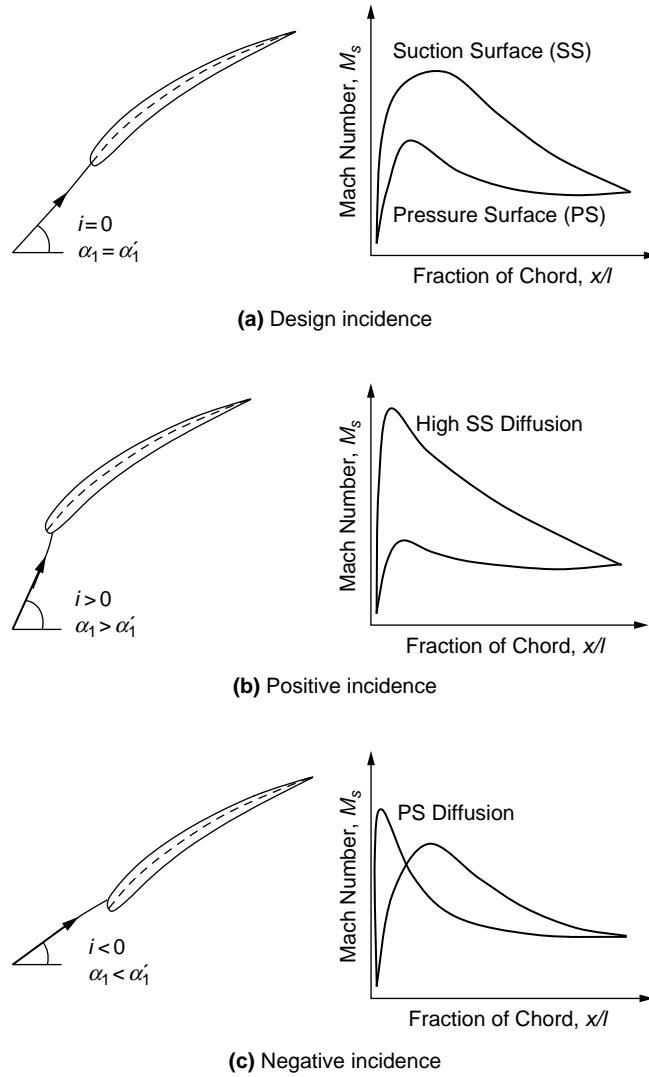 i = 0
α₁ = α₁′
Mach Number, Mₛ
Suction Surface (SS)
Pressure Surface (PS)
Fraction of Chord, x/l
(a) Design incidence
i > 0
α₁ > α₁′
Mach Number, Mₛ
High SS Diffusion
Fraction of Chord, x/l
(b) Positive incidence
i < 0
α₁ < α₁′
Mach Number, Mₛ
PS Diffusion
Fraction of Chord, x/l
(c) Negative incidence